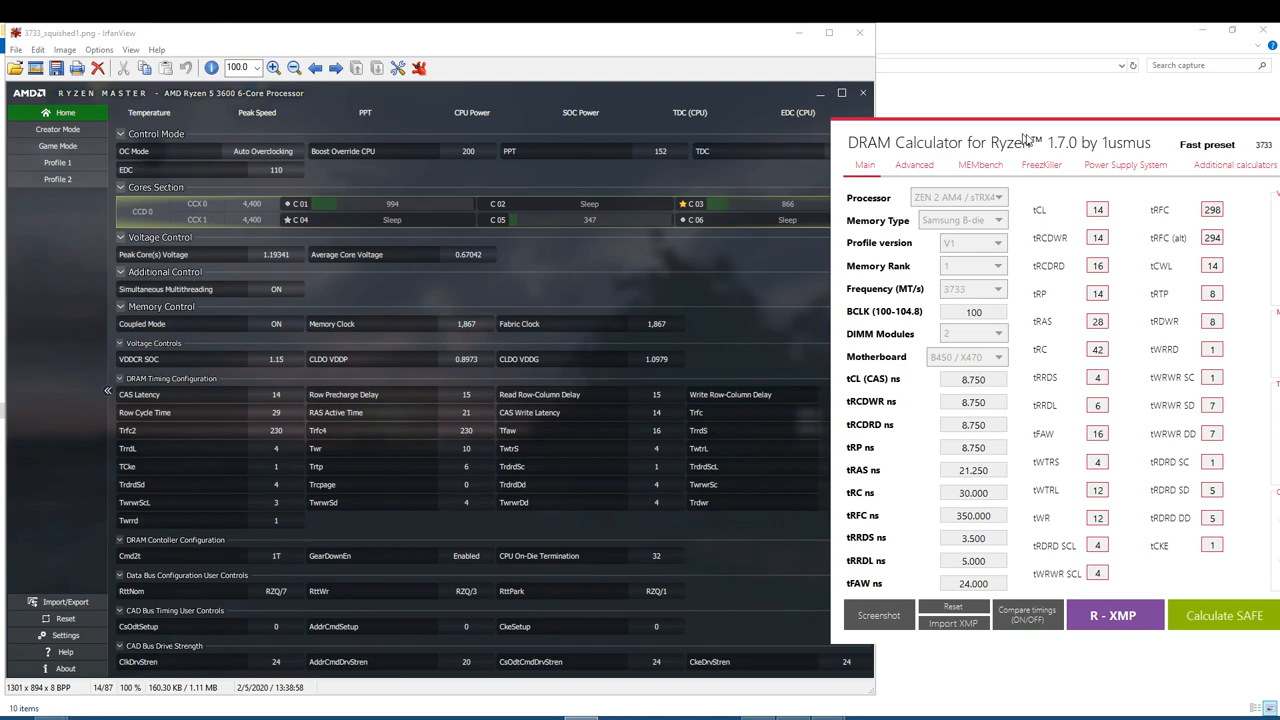 3733_squished1.png - IrfanView
File Edit Image Options View Help
100.0
Search capture
AMD RYZEN MASTER - AMD Ryzen 5 3600 6-Core Processor
Home
Creator Mode
Game Mode
Profile 1
Profile 2
Import/Export
Reset
Settings
Help
About
Temperature Peak Speed PPT CPU Power SOC Power TDC (CPU) EDC (CPU)
Control Mode
OC Mode Auto Overclocking Boost Override CPU 200 PPT 152 TDC
EDC 110
Cores Section
CCD 0 CCX 0 4,400 C 01 994 C 02 Sleep C 03 866
CCX 1 4,400 C 04 Sleep C 05 347 C 06 Sleep
Voltage Control
Peak Core(s) Voltage 1.19341 Average Core Voltage 0.67042
Additional Control
Simultaneous Multithreading ON
Memory Control
Coupled Mode ON Memory Clock 1,867 Fabric Clock 1,867
Voltage Controls
VDDCR SOC 1.15 CLDO VDDP 0.8973 CLDO VDDG 1.0979
DRAM Timing Configuration
CAS Latency 14 Row Precharge Delay 15 Read Row-Column Delay 15 Write Row-Column Delay
Row Cycle Time 29 RAS Active Time 21 CAS Write Latency 14 Trfc
Trfc2 230 Trfc4 230 Tfaw 16 TrrdS
TrrdL 4 Twr 10 TwtrS 4 TwtrL
TCke 1 Trtp 6 TrdrdSc 1 TrdrdScL
TrdrdSd 4 Trcpage 0 TrdrdDd 4 TwrwrSc
TwrwrScL 3 TwrwrSd 4 TwrwrDd 4 Trdwr
Twrrd 1
DRAM Controller Configuration
Cmd2t 1T GearDownEn Enabled CPU On-Die Termination 32
Data Bus Configuration User Controls
RttNom RZQ/7 RttWr RZQ/3 RttPark RZQ/1
CAD Bus Timing User Controls
CsOdtSetup 0 AddrCmdSetup 0 CkeSetup 0
CAD Bus Drive Strength
ClkDrvStren 24 AddrCmdDrvStren 20 CsOdtCmdDrvStren 24 CkeDrvStren 24
1301 x 894 x 8 BPP 14/87 100 % 160.30 KB / 1.11 MB 2/5/2020 / 13:38:58
10 items
DRAM Calculator for Ryzen™ 1.7.0 by 1usmus Fast preset 3733
Main Advanced MEMbench FreezKiller Power Supply System Additional calculators
Processor ZEN 2 AM4 / sTRX4
Memory Type Samsung B-die
Profile version V1
Memory Rank 1
Frequency (MT/s) 3733
BCLK (100-104.8) 100
DIMM Modules 2
Motherboard B450 / X470
tCL (CAS) ns 8.750
tRCDWR ns 8.750
tRCDRD ns 8.750
tRP ns 8.750
tRAS ns 21.250
tRC ns 30.000
tRFC ns 350.000
tRRDS ns 3.500
tRRDL ns 5.000
tFAW ns 24.000
tCL 14 tRFC 298
tRCDWR 14 tRFC (alt) 294
tRCDRD 16 tCWL 14
tRP 14 tRTP 8
tRAS 28 tRDWR 8
tRC 42 tWRRD 1
tRRDS 4 tWRWR SC 1
tRRDL 6 tWRWR SD 7
tFAW 16 tWRWR DD 7
tWTRS 4 tRDRD SC 1
tWTRL 12 tRDRD SD 5
tWR 12 tRDRD DD 5
tRDRD SCL 4 tCKE 1
tWRWR SCL 4
Screenshot
Reset
Import XMP
Compare timings
(ON/OFF)
R - XMP
Calculate SAFE